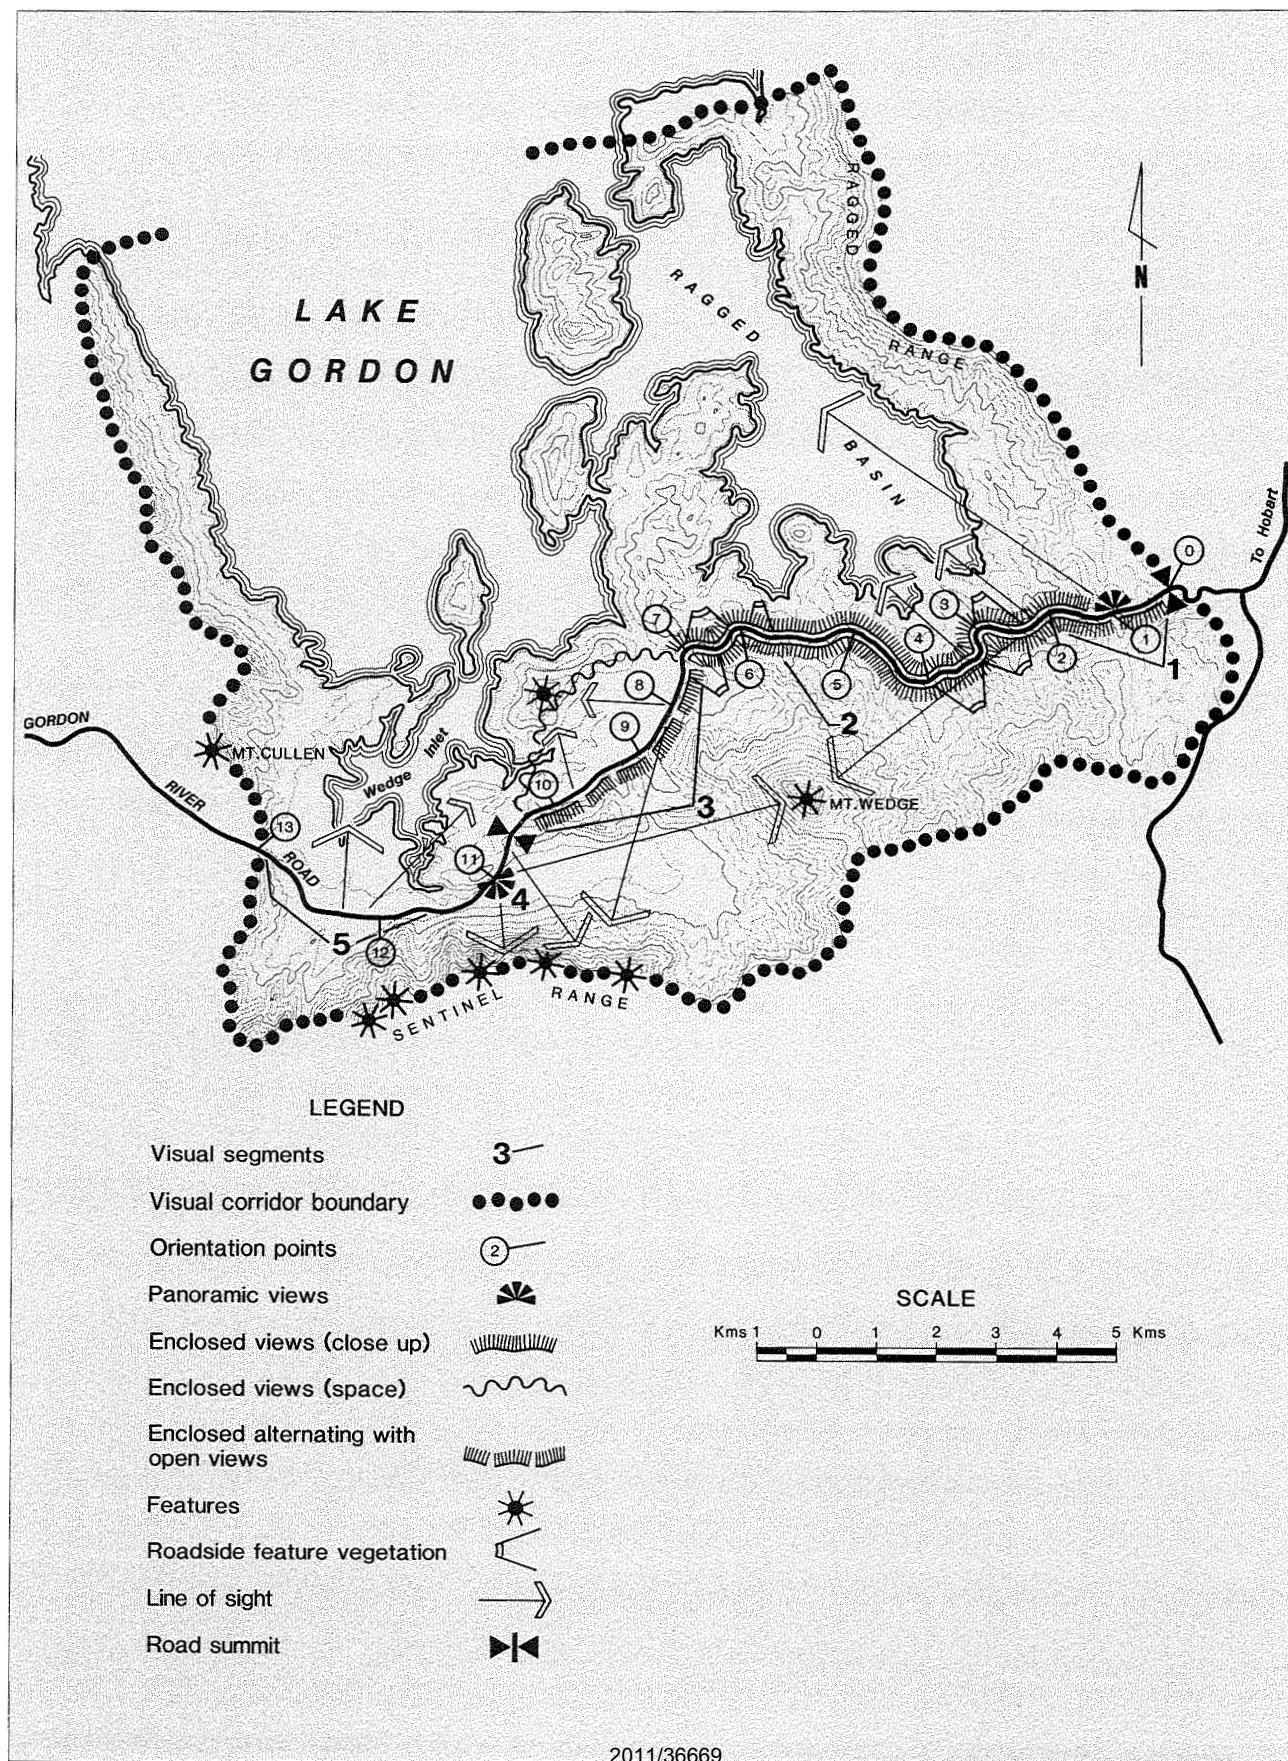 RAGGED
RANGE
N
LAKE
GORDON
RAGGED
BASIN
To Hobart
0
1
1
2
3
4
5
6
7
2
8
9
10
3
GORDON
RIVER
ROAD
MT.CULLEN
Wedge
Inlet
MT.WEDGE
13
11
4
5
12
SENTINEL
RANGE
LEGEND
Visual segments 3
Visual corridor boundary
Orientation points 2
Panoramic views
Enclosed views (close up)
Enclosed views (space)
Enclosed alternating with
open views
Features
Roadside feature vegetation
Line of sight
Road summit
SCALE
Kms 1 0 1 2 3 4 5 Kms
2011/36669